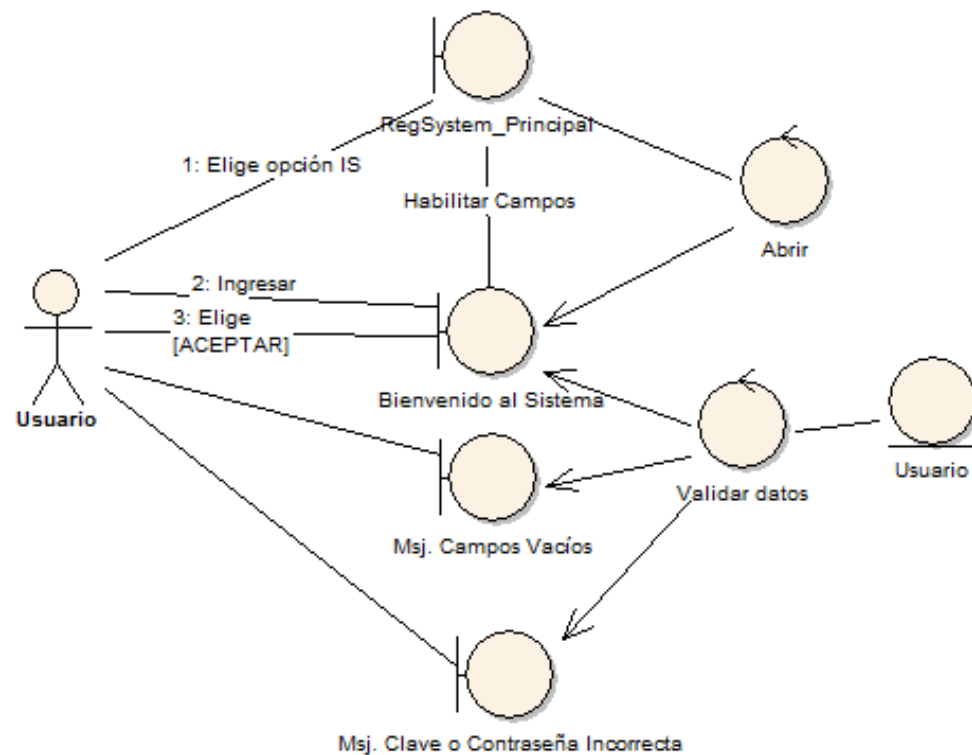 RegSystem_Principal
1: Elige opción IS
Habilitar Campos
Abrir
2: Ingresar
3: Elige
[ACEPTAR]
Usuario
Bienvenido al Sistema
Validar datos
Usuario
Msj. Campos Vacíos
Msj. Clave o Contraseña Incorrecta